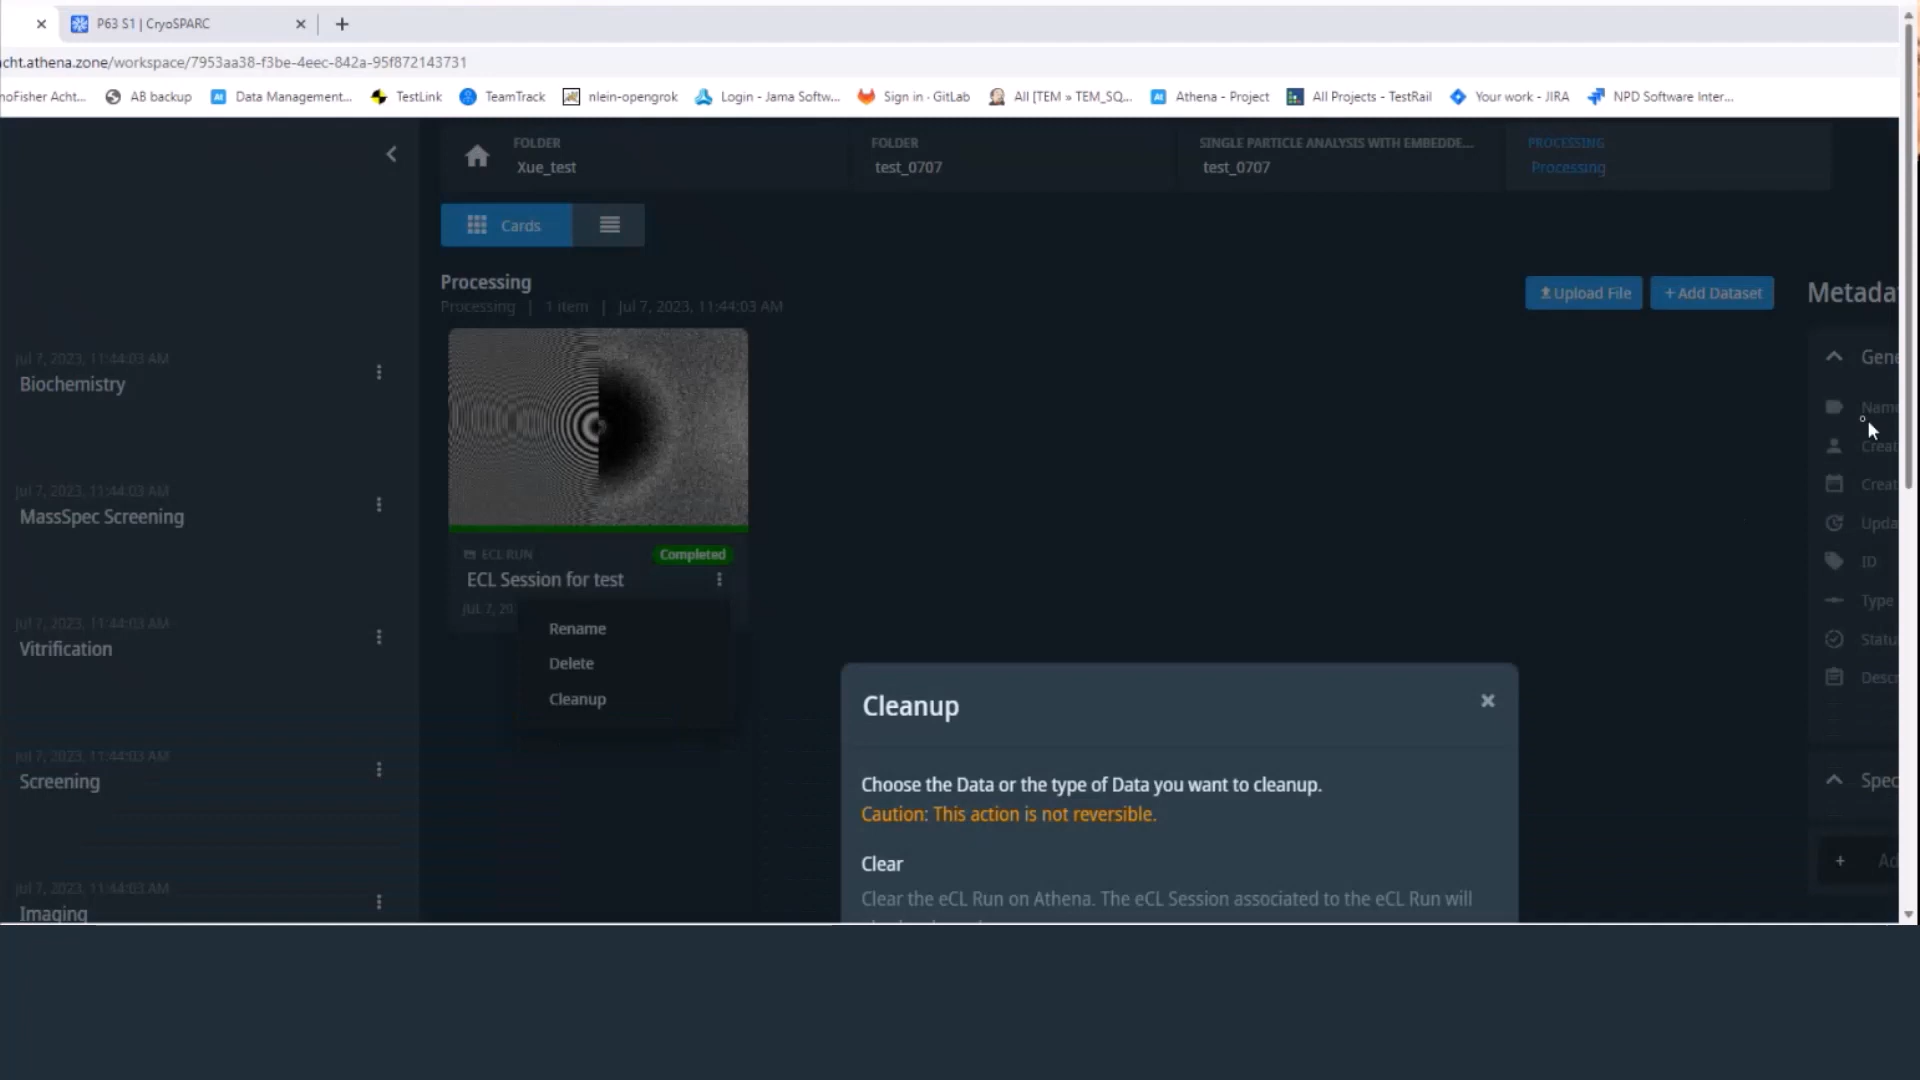 P63 S1 | CryoSPARC
acht.athena.zone/workspace/7953aa38-f3be-4eec-842a-95f872143731
noFisher Acht... AB backup Data Management... TestLink TeamTrack nlein-opengrok Login - Jama Softw... Sign in · GitLab All [TEM » TEM_SQ... Athena - Project All Projects - TestRail Your work - JIRA NPD Software Inter...
FOLDER FOLDER SINGLE PARTICLE ANALYSIS WITH EMBEDDE... PROCESSING
Xue_test test_0707 test_0707 Processing
Cards
Processing
Upload File + Add Dataset Metada
Processing | 1 item | Jul 7, 2023, 11:44:03 AM
Jul 7, 2023, 11:44:03 AM
Biochemistry
Gene
Name
Creat
Creat
Upda
ID
Type
Statu
Descr
Jul 7, 2023, 11:44:03 AM
MassSpec Screening
ECL RUN Completed
ECL Session for test
JUL 7, 20
Rename
Delete
Cleanup
Jul 7, 2023, 11:44:03 AM
Vitrification
Cleanup
Choose the Data or the type of Data you want to cleanup.
Caution: This action is not reversible.
Clear
Clear the eCL Run on Athena. The eCL Session associated to the eCL Run will
Jul 7, 2023, 11:44:03 AM
Screening
Spec
+ Ad
Jul 7, 2023, 11:44:03 AM
Imaging